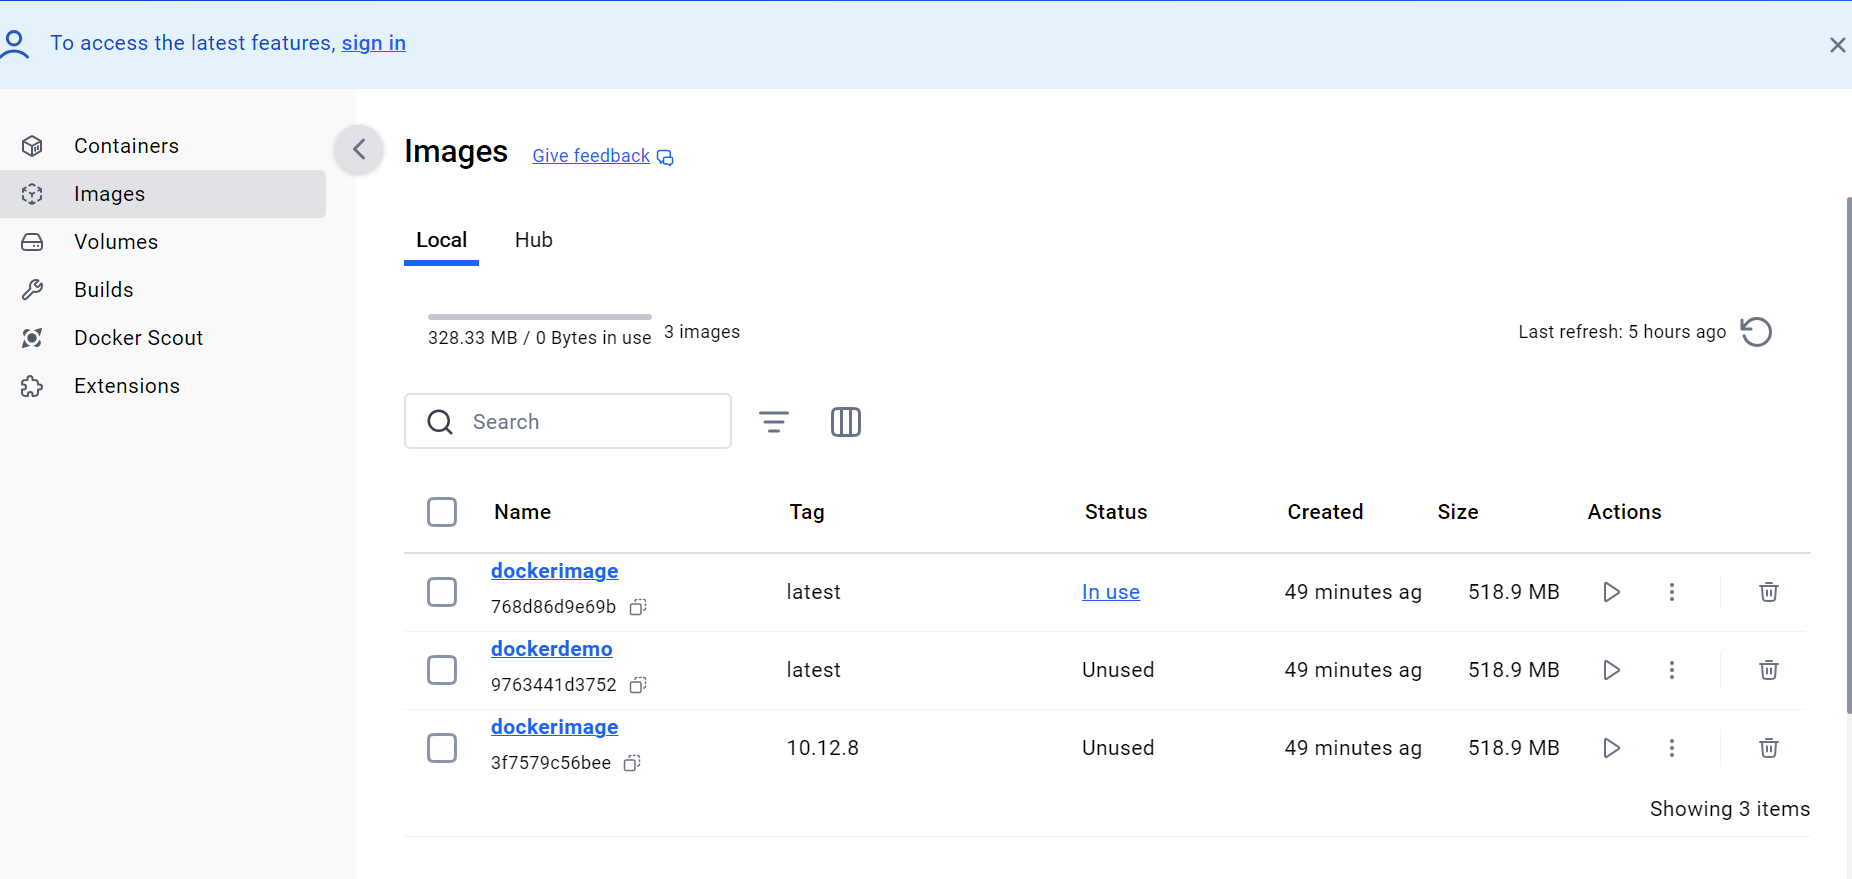 To access the latest features, sign in
Containers
Images
Volumes
Builds
Docker Scout
Extensions
Images Give feedback
Local Hub
328.33 MB / 0 Bytes in use 3 images
Last refresh: 5 hours ago
Search
Name Tag Status Created Size Actions
dockerimage
768d86d9e69b latest In use 49 minutes ag 518.9 MB
dockerdemo
9763441d3752 latest Unused 49 minutes ag 518.9 MB
dockerimage
3f7579c56bee 10.12.8 Unused 49 minutes ag 518.9 MB
Showing 3 items